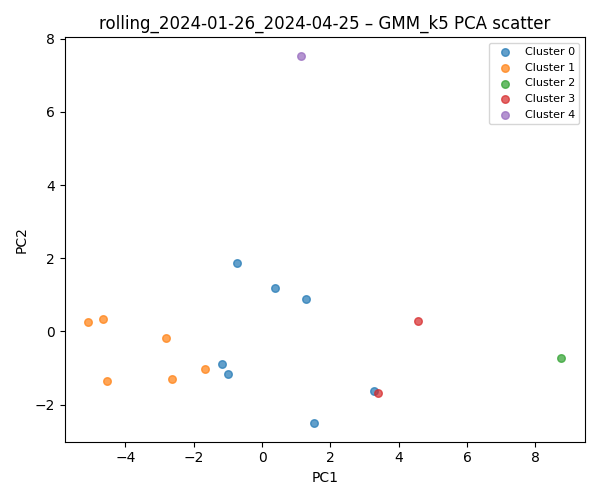 rolling_2024-01-26_2024-04-25 – GMM_k5 PCA scatter
Cluster 0
Cluster 1
Cluster 2
Cluster 3
Cluster 4
8
6
4
2
0
−2
PC2
−4
−2
0
2
4
6
8
PC1